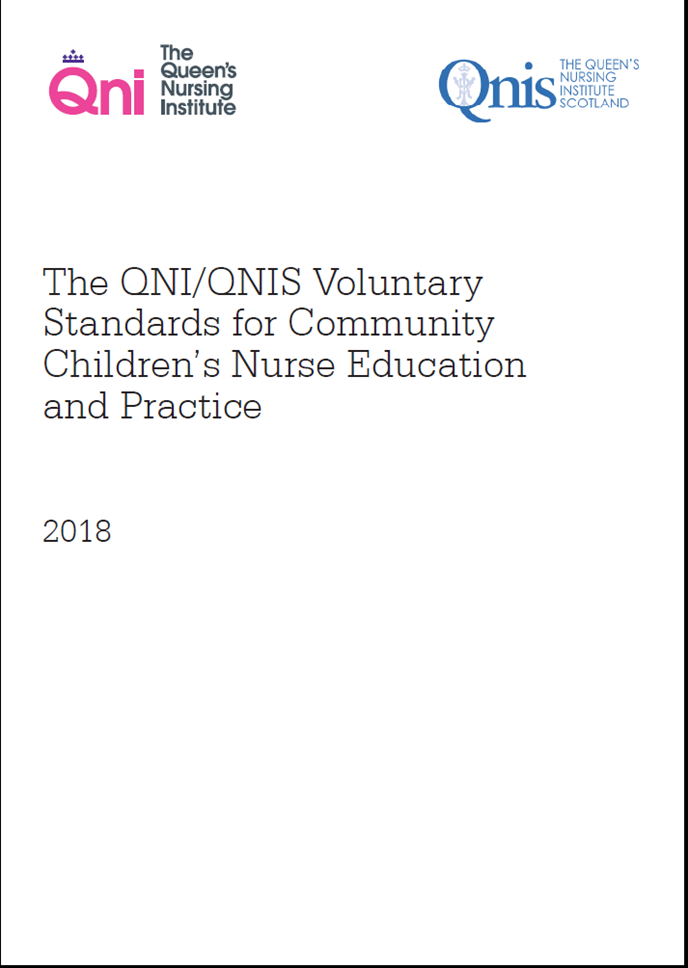 Qni
The
Queen's
Nursing
Institute
Qnis
THE QUEEN'S
NURSING
INSTITUTE
SCOTLAND
The QNI/QNIS Voluntary
Standards for Community
Children's Nurse Education
and Practice
2018